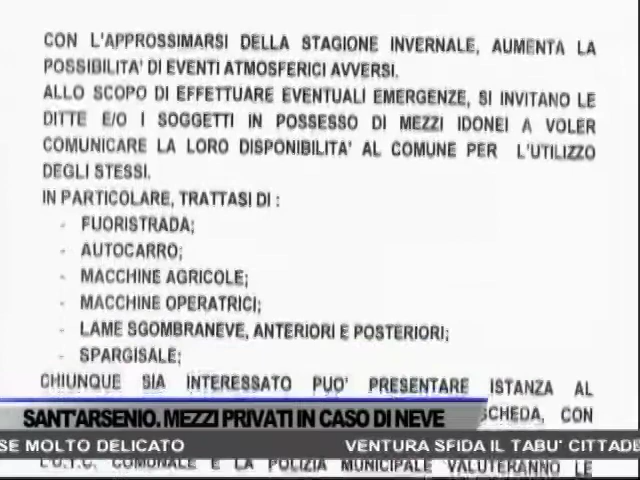 CON L'APPROSSIMARSI DELLA STAGIONE INVERNALE, AUMENTA LA
POSSIBILITA' DI EVENTI ATMOSFERICI AVVERSI.
ALLO SCOPO DI EFFETTUARE EVENTUALI EMERGENZE, SI INVITANO LE
DITTE E/O I SOGGETTI IN POSSESSO DI MEZZI IDONEI A VOLER
COMUNICARE LA LORO DISPONIBILITA' AL COMUNE PER L'UTILIZZO
DEGLI STESSI.
IN PARTICOLARE, TRATTASI DI :
- FUORISTRADA;
- AUTOCARRO;
- MACCHINE AGRICOLE;
- MACCHINE OPERATRICI;
- LAME SGOMBRANEVE, ANTERIORI E POSTERIORI;
- SPARGISALE;
CHIUNQUE SIA INTERESSATO PUO' PRESENTARE ISTANZA AL
SCHEDA, CON
SANT'ARSENIO. MEZZI PRIVATI IN CASO DI NEVE
SE MOLTO DELICATO VENTURA SFIDA IL TABU' CITTADE
L'U.T.C. COMUNALE E LA POLIZIA MUNICIPALE VALUTERANNO LE